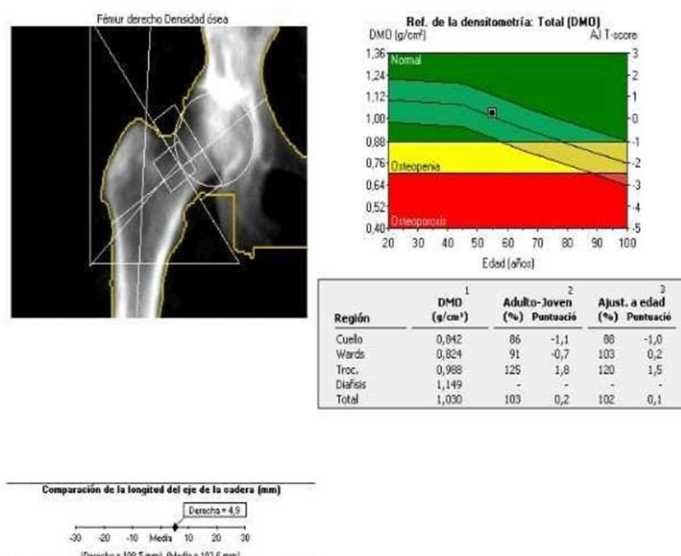 Fémur derecho Densidad ósea
Ref. de la densitometría: Total (DMO)
DMO (g/cm²) AJ T-score
1,36 3
Normal
1,24 2
1,12 1
1,00 0
0,88 -1
0,76 -2
Osteopenia
0,64 -3
0,52 -4
Osteoporosis
0,40 -5
20 30 40 50 60 70 80 90 100
Edad (años)
1 2 3
DMO Adulto-Joven Ajust. a edad
Región (g/cm²) (%) Puntuació (%) Puntuació
Cuello 0,842 86 -1,1 88 -1,0
Wards 0,824 91 -0,7 103 0,2
Troc. 0,988 125 1,8 120 1,5
Diáfisis 1,149 - - - -
Total 1,030 103 0,2 102 0,1
Comparación de la longitud del eje de la cadera (mm)
Derecha = 4,9
-30 -20 -10 Media 10 20 30
(Derecha = mm) (Media = mm)